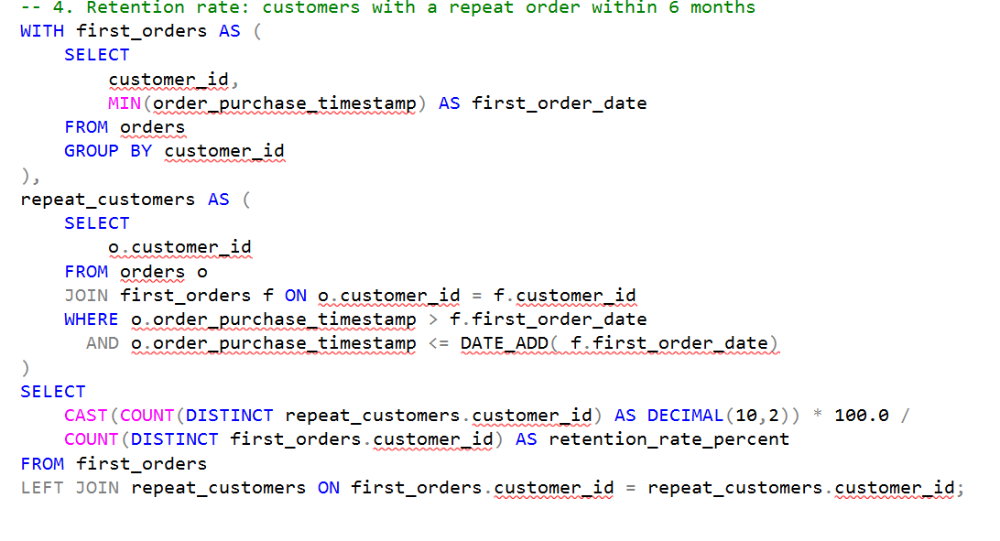 -- 4. Retention rate: customers with a repeat order within 6 months
WITH first_orders AS (
    SELECT
        customer_id,
        MIN(order_purchase_timestamp) AS first_order_date
    FROM orders
    GROUP BY customer_id
),
repeat_customers AS (
    SELECT
        o.customer_id
    FROM orders o
    JOIN first_orders f ON o.customer_id = f.customer_id
    WHERE o.order_purchase_timestamp > f.first_order_date
      AND o.order_purchase_timestamp <= DATE_ADD( f.first_order_date)
)
SELECT
    CAST(COUNT(DISTINCT repeat_customers.customer_id) AS DECIMAL(10,2)) * 100.0 /
    COUNT(DISTINCT first_orders.customer_id) AS retention_rate_percent
FROM first_orders
LEFT JOIN repeat_customers ON first_orders.customer_id = repeat_customers.customer_id;